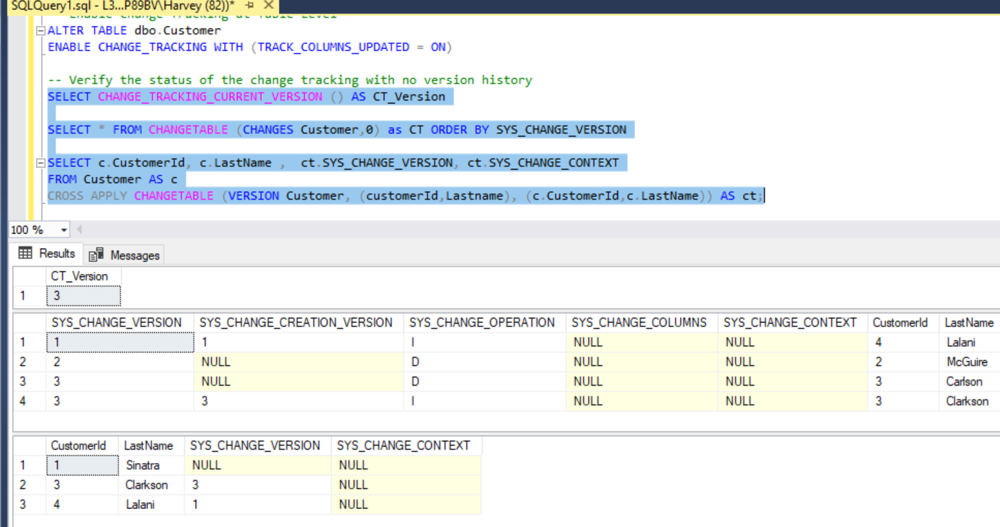 SQLQuery1.sql - L3...P89BV\Harvey (82))*
Enable Change Tracking at Table Level
ALTER TABLE dbo.Customer
ENABLE CHANGE_TRACKING WITH (TRACK_COLUMNS_UPDATED = ON)
-- Verify the status of the change tracking with no version history
SELECT CHANGE_TRACKING_CURRENT_VERSION () AS CT_Version
SELECT * FROM CHANGETABLE (CHANGES Customer,0) as CT ORDER BY SYS_CHANGE_VERSION
SELECT c.CustomerId, c.LastName , ct.SYS_CHANGE_VERSION, ct.SYS_CHANGE_CONTEXT
FROM Customer AS c
CROSS APPLY CHANGETABLE (VERSION Customer, (customerId,Lastname), (c.CustomerId,c.LastName)) AS ct;
100 %
Results Messages
CT_Version
1 3
SYS_CHANGE_VERSION SYS_CHANGE_CREATION_VERSION SYS_CHANGE_OPERATION SYS_CHANGE_COLUMNS SYS_CHANGE_CONTEXT CustomerId LastName
1 1 1 I NULL NULL 4 Lalani
2 2 NULL D NULL NULL 2 McGuire
3 3 NULL D NULL NULL 3 Carlson
4 3 3 I NULL NULL 3 Clarkson
CustomerId LastName SYS_CHANGE_VERSION SYS_CHANGE_CONTEXT
1 1 Sinatra NULL NULL
2 3 Clarkson 3 NULL
3 4 Lalani 1 NULL